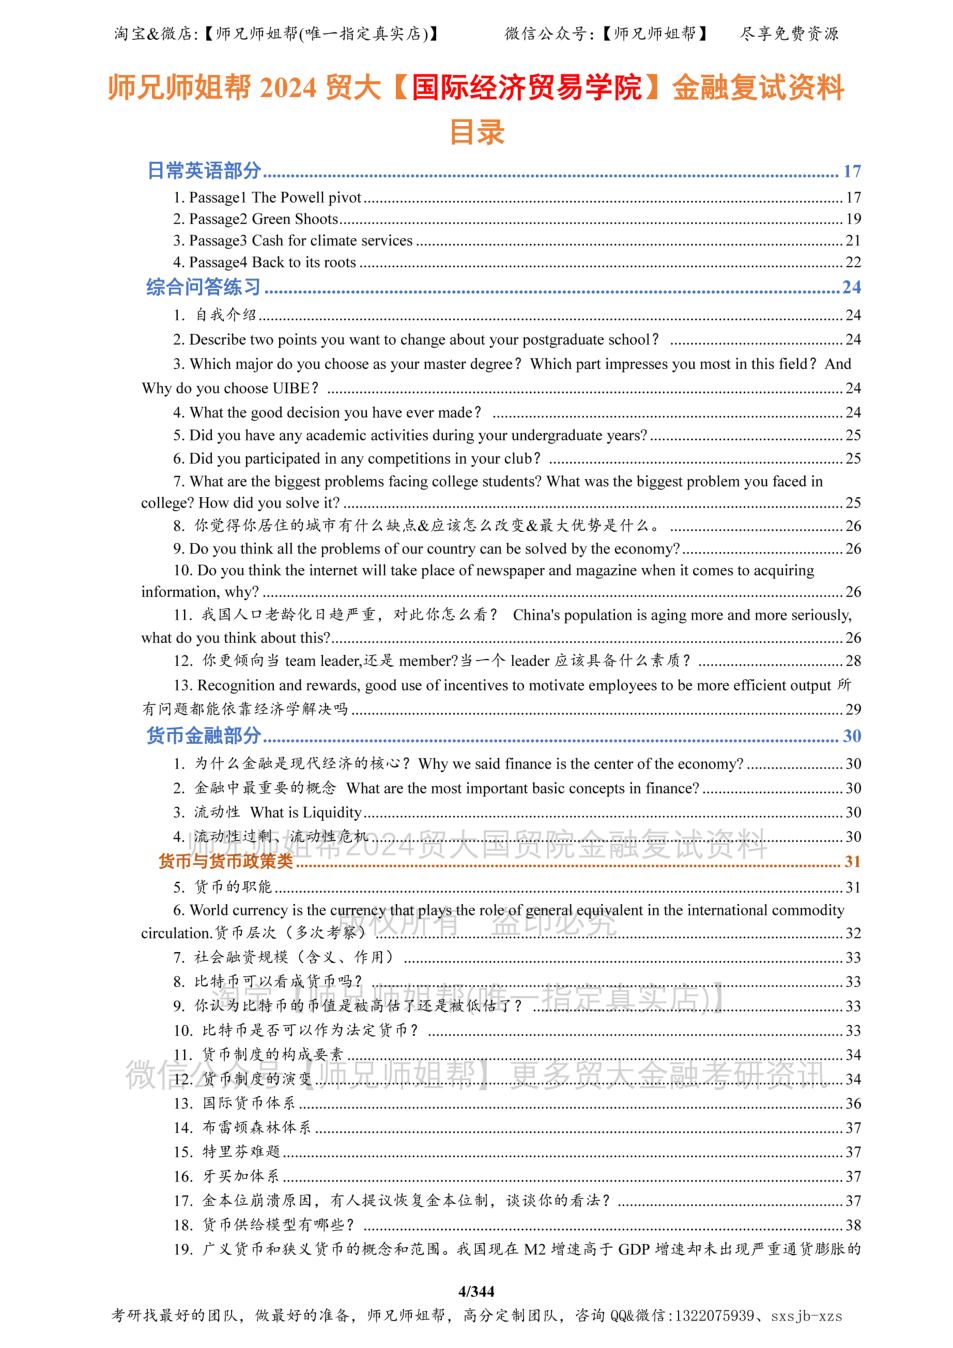 淘宝&微店:【师兄师姐帮(唯一指定真实店)】 微信公众号:【师兄师姐帮】 尽享免费资源
师兄师姐帮 2024 贸大【国际经济贸易学院】金融复试资料
目录
日常英语部分 17
1. Passage1 The Powell pivot 17
2. Passage2 Green Shoots 19
3. Passage3 Cash for climate services 21
4. Passage4 Back to its roots 22
综合问答练习 24
1. 自我介绍 24
2. Describe two points you want to change about your postgraduate school？ 24
3. Which major do you choose as your master degree？Which part impresses you most in this field？And
Why do you choose UIBE？ 24
4. What the good decision you have ever made？ 24
5. Did you have any academic activities during your undergraduate years? 25
6. Did you participated in any competitions in your club？ 25
7. What are the biggest problems facing college students? What was the biggest problem you faced in
college? How did you solve it? 25
8. 你觉得你居住的城市有什么缺点&应该怎么改变&最大优势是什么。 26
9. Do you think all the problems of our country can be solved by the economy? 26
10. Do you think the internet will take place of newspaper and magazine when it comes to acquiring
information, why? 26
11. 我国人口老龄化日趋严重，对此你怎么看？ China's population is aging more and more seriously,
what do you think about this? 26
12. 你更倾向当 team leader,还是 member?当一个 leader 应该具备什么素质？ 28
13. Recognition and rewards, good use of incentives to motivate employees to be more efficient output 所
有问题都能依靠经济学解决吗 29
货币金融部分 30
1. 为什么金融是现代经济的核心？Why we said finance is the center of the economy? 30
2. 金融中最重要的概念 What are the most important basic concepts in finance? 30
3. 流动性 What is Liquidity 30
4. 流动性过剩、流动性危机 30
师兄师姐帮2024贸大国贸院金融复试资料
货币与货币政策类 31
5. 货币的职能 31
6. World currency is the currency that plays the role of general equivalent in the international commodity
版权所有 盗印必究
circulation.货币层次（多次考察） 32
7. 社会融资规模（含义、作用） 33
8. 比特币可以看成货币吗？ 33
淘宝【师兄师姐帮(唯一指定真实店)】
9. 你认为比特币的币值是被高估了还是被低估了？ 33
10. 比特币是否可以作为法定货币？ 33
11. 货币制度的构成要素 34
微信公众号【师兄师姐帮】更多贸大金融考研资讯
12. 货币制度的演变 34
13. 国际货币体系 36
14. 布雷顿森林体系 37
15. 特里芬难题 37
16. 牙买加体系 37
17. 金本位崩溃原因，有人提议恢复金本位制，谈谈你的看法？ 37
18. 货币供给模型有哪些？ 38
19. 广义货币和狭义货币的概念和范围。我国现在 M2 增速高于 GDP 增速却未出现严重通货膨胀的
4/344
考研找最好的团队，做最好的准备，师兄师姐帮，高分定制团队，咨询 QQ&微信:1322075939、sxsjb-xzs